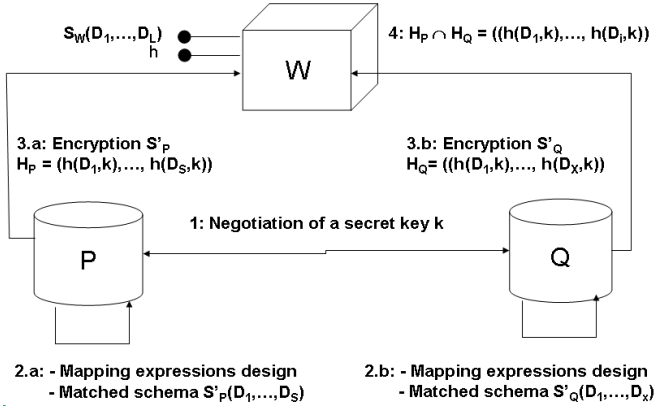 S_W(D_1,…,D_L)
h
4: H_P ∩ H_Q = ((h(D_1,k),…, h(D_i,k))
W
3.a: Encryption S’_P
H_P = (h(D_1,k),…, h(D_S,k))
3.b: Encryption S’_Q
H_Q= ((h(D_1,k),…, h(D_X,k))
1: Negotiation of a secret key k
P
Q
2.a: - Mapping expressions design
- Matched schema S’_P(D_1,…,D_S)
2.b: - Mapping expressions design
- Matched schema S’_Q(D_1,…,D_x)